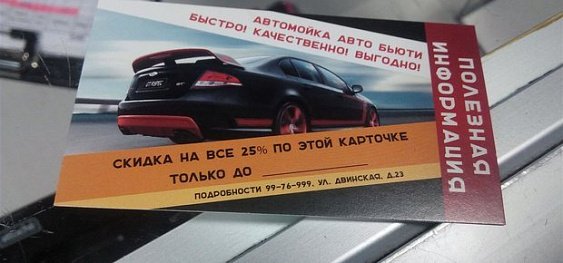 АВТОМОЙКА АВТО БЬЮТИ
БЫСТРО! КАЧЕСТВЕННО! ВЫГОДНО!
СКИДКА НА ВСЕ 25% ПО ЭТОЙ КАРТОЧКЕ
ТОЛЬКО ДО
ПОДРОБНОСТИ 99-76-999, УЛ. ДВИНСКАЯ, Д.23
ПОЛЕЗНАЯ
ИНФОРМАЦИЯ